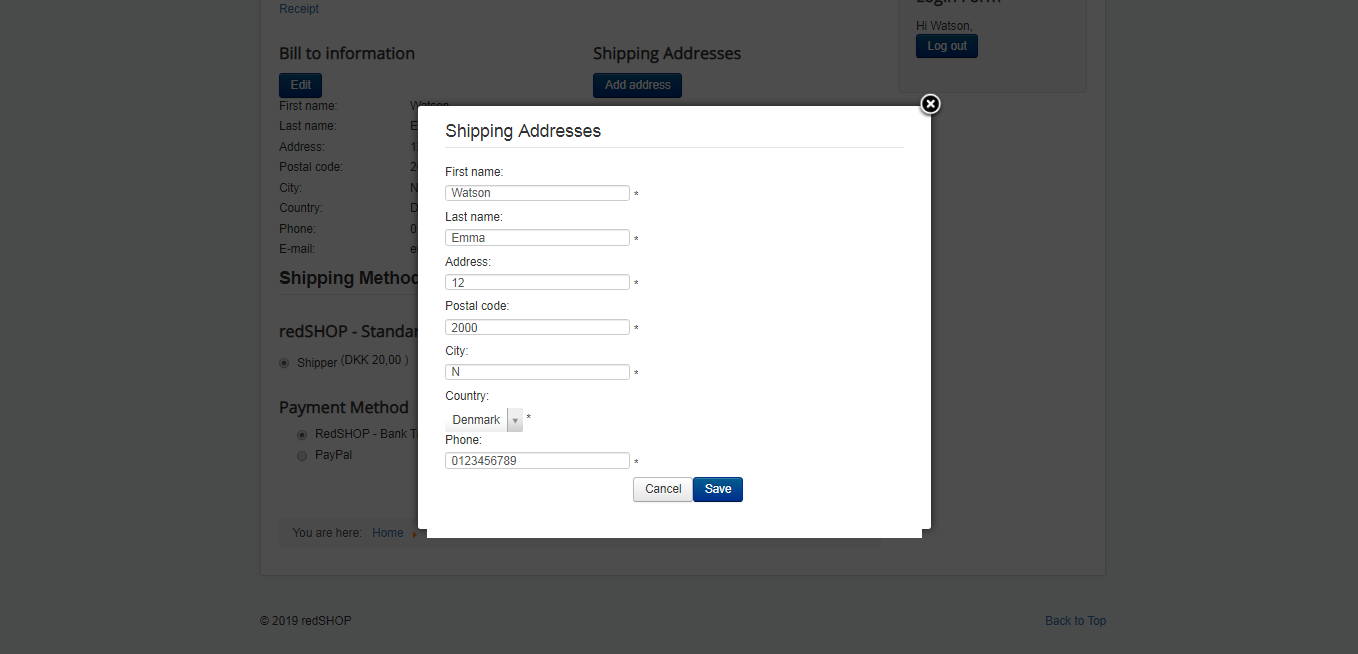 Receipt
Login Form
Hi Watson,
Log out
Bill to information
Shipping Addresses
Edit
Add address
First name: Watson
Last name: E
Address: 1
Postal code: 2
City: N
Country: D
Phone: 0
E-mail: e
Shipping Method
redSHOP - Standar
Shipper (DKK 20,00 )
Payment Method
RedSHOP - Bank T
PayPal
You are here: Home
Shipping Addresses
First name:
Watson *
Last name:
Emma *
Address:
12 *
Postal code:
2000 *
City:
N *
Country:
Denmark *
Phone:
0123456789 *
Cancel Save
© 2019 redSHOP
Back to Top